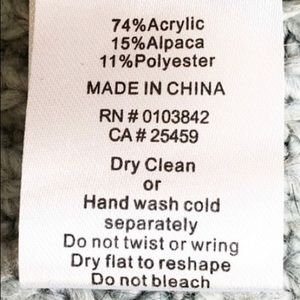 74%Acrylic
15%Alpaca
11%Polyester
MADE IN CHINA
RN # 0103842
CA # 25459
Dry Clean
or
Hand wash cold
separately
Do not twist or wring
Dry flat to reshape
Do not bleach